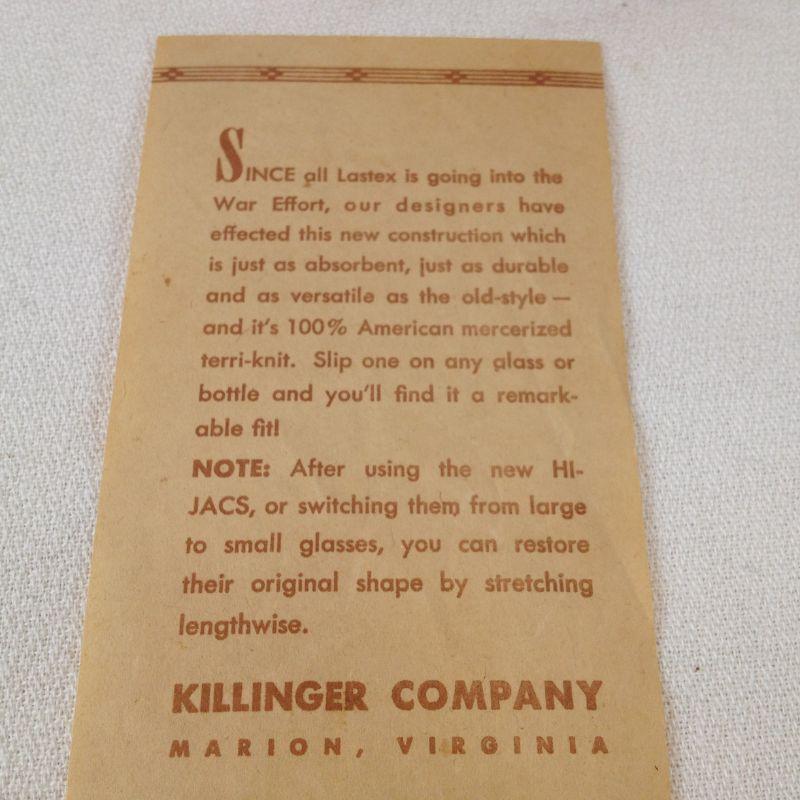 SINCE all Lastex is going into the
War Effort, our designers have
effected this new construction which
is just as absorbent, just as durable
and as versatile as the old-style —
and it's 100% American mercerized
terri-knit. Slip one on any glass or
bottle and you'll find it a remark-
able fit!
NOTE: After using the new HI-
JACS, or switching them from large
to small glasses, you can restore
their original shape by stretching
lengthwise.
KILLINGER COMPANY
MARION, VIRGINIA